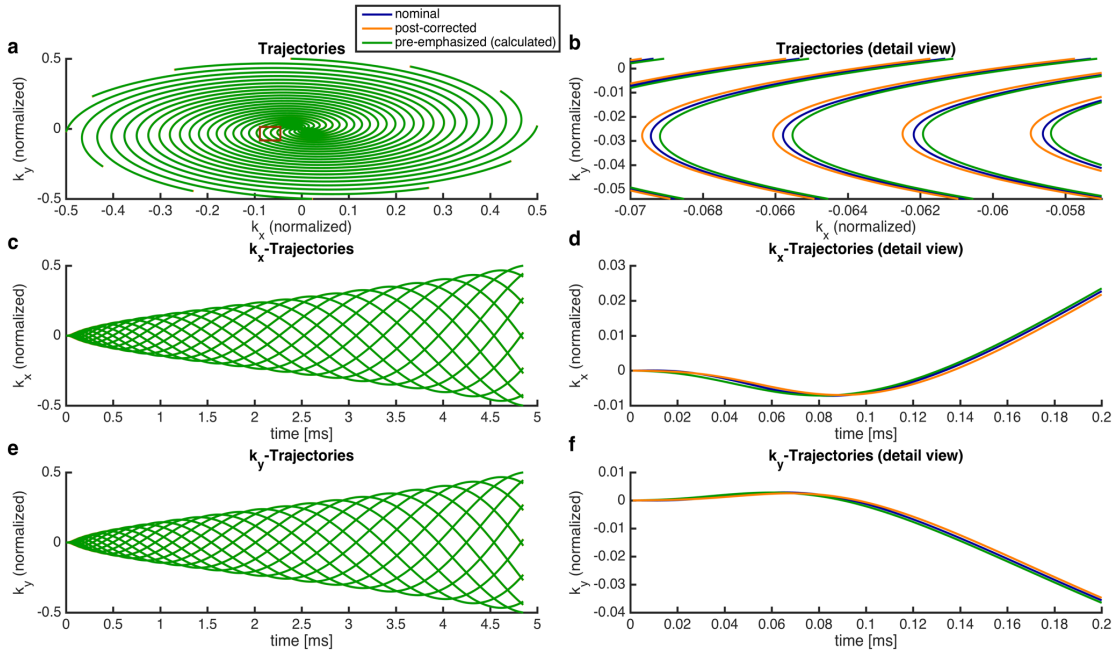 nominal
post-corrected
pre-emphasized (calculated)
a
Trajectories
0.5
0
-0.5
k_y (normalized)
-0.5 -0.4 -0.3 -0.2 -0.1 0 0.1 0.2 0.3 0.4 0.5
k_x (normalized)
b
Trajectories (detail view)
0
-0.01
-0.02
-0.03
-0.04
-0.05
k_y (normalized)
-0.07 -0.068 -0.066 -0.064 -0.062 -0.06 -0.058
k_x (normalized)
c
k_x-Trajectories
0.5
0
-0.5
k_x (normalized)
0 0.5 1 1.5 2 2.5 3 3.5 4 4.5 5
time [ms]
d
k_x-Trajectories (detail view)
0.03
0.02
0.01
0
-0.01
k_x (normalized)
0 0.02 0.04 0.06 0.08 0.1 0.12 0.14 0.16 0.18 0.2
time [ms]
e
k_y-Trajectories
0.5
0
-0.5
k_y (normalized)
0 0.5 1 1.5 2 2.5 3 3.5 4 4.5 5
time [ms]
f
k_y-Trajectories (detail view)
0.01
0
-0.01
-0.02
-0.03
-0.04
k_y (normalized)
0 0.02 0.04 0.06 0.08 0.1 0.12 0.14 0.16 0.18 0.2
time [ms]